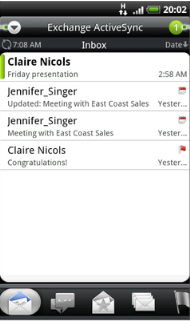 H 20:02
Exchange ActiveSync 1
7:08 AM Inbox Date
Claire Nicols
Friday presentation 2:58 AM
Jennifer_Singer
Updated: Meeting with East Coast Sales Yester...
Jennifer_Singer
Meeting with East Coast Sales Yester...
Claire Nicols
Congratulations! Yester...